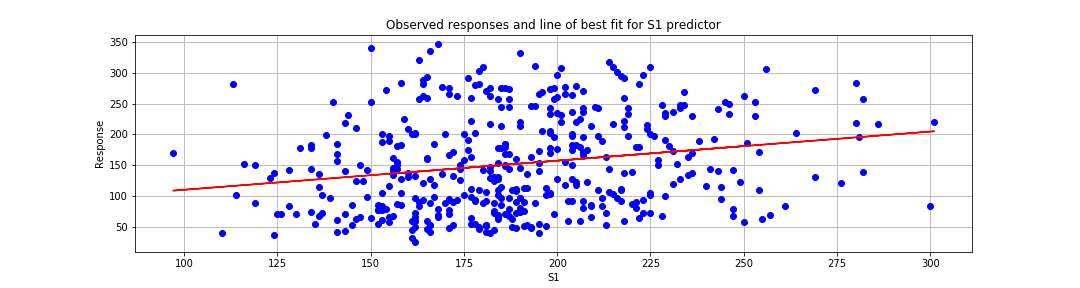 Observed responses and line of best fit for S1 predictor
Response
350
300
250
200
150
100
50
100 125 150 175 200 225 250 275 300
S1